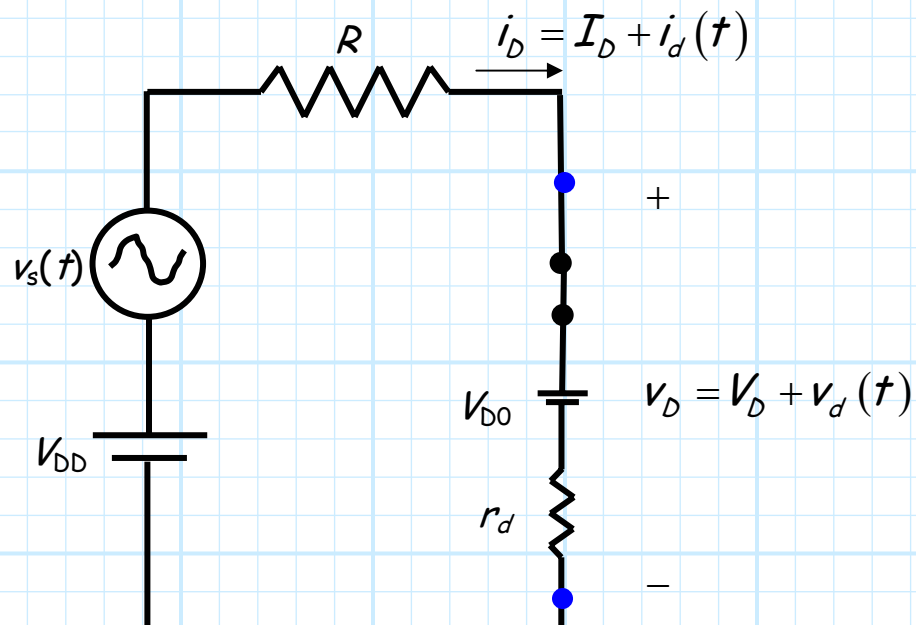 R
i_D = I_D + i_d (t)
+
v_s(t)
V_DD
V_D0
v_D = V_D + v_d (t)
r_d
−